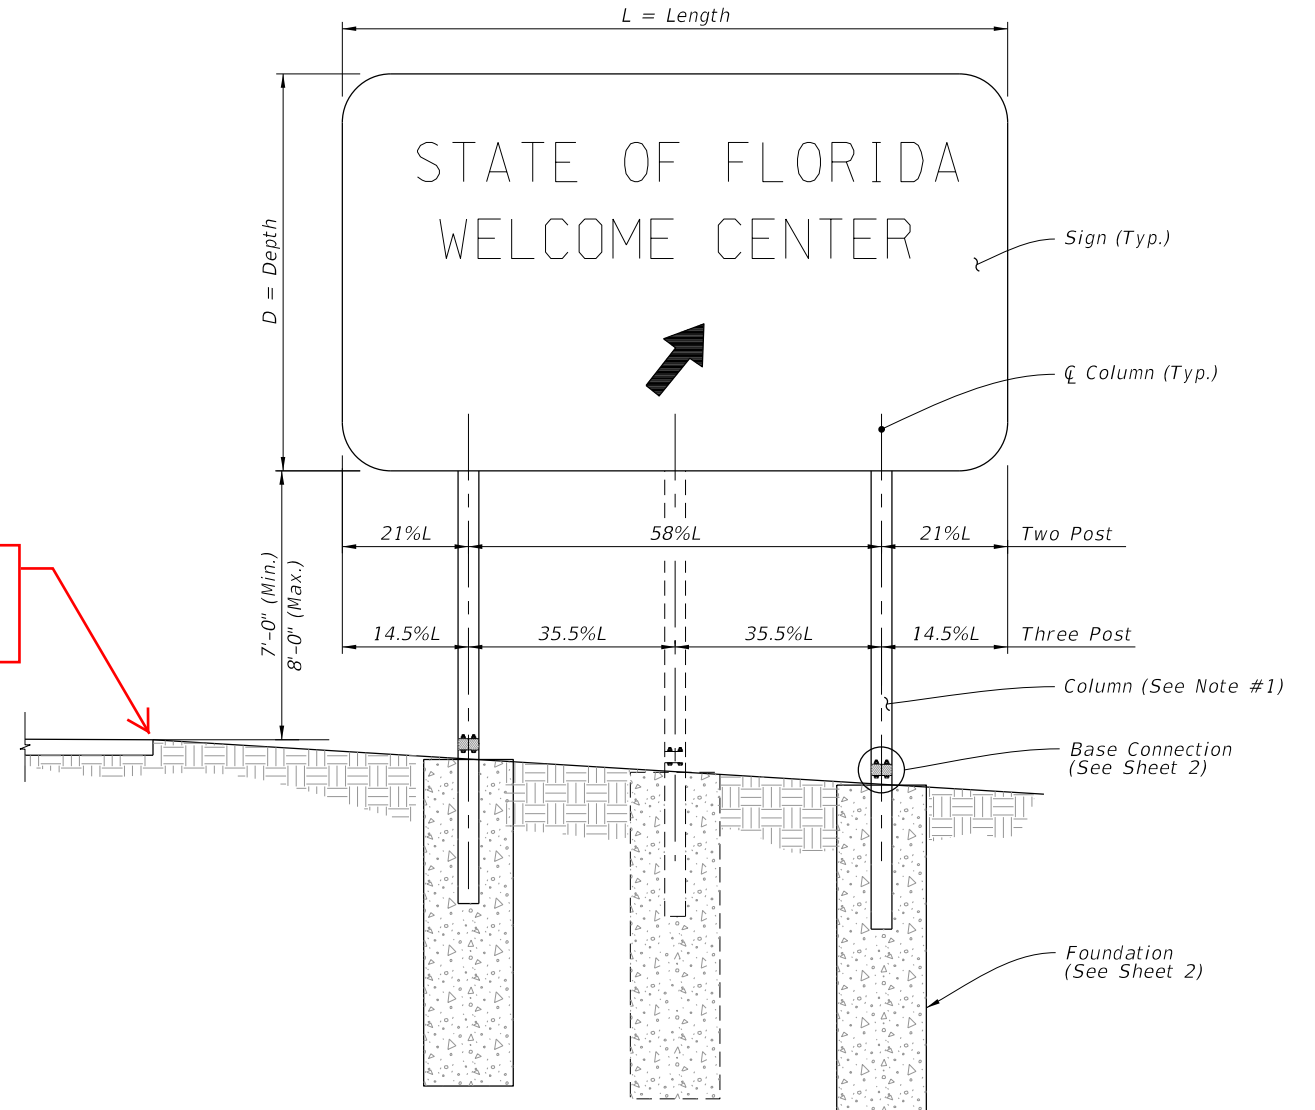 L = Length
STATE OF FLORIDA
WELCOME CENTER
D = Depth
Sign (Typ.)
℄ Column (Typ.)
21%L
58%L
21%L
Two Post
7'-0" (Min.)
8'-0" (Max.)
14.5%L
35.5%L
35.5%L
14.5%L
Three Post
Column (See Note #1)
Base Connection
(See Sheet 2)
Foundation
(See Sheet 2)